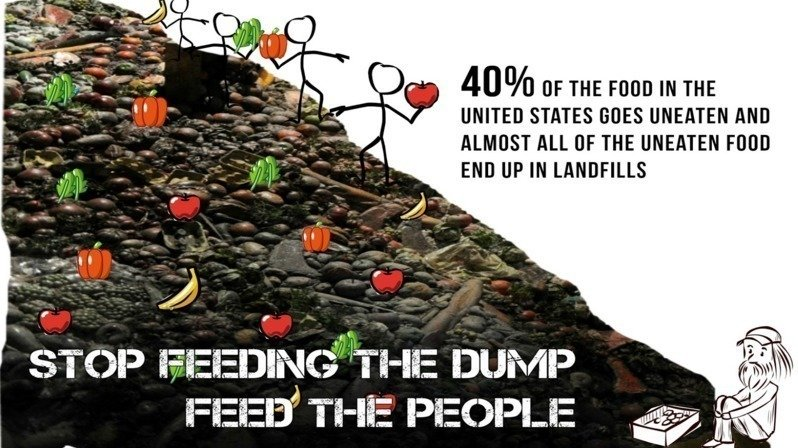 40% OF THE FOOD IN THE
UNITED STATES GOES UNEATEN AND
ALMOST ALL OF THE UNEATEN FOOD
END UP IN LANDFILLS
STOP FEEDING THE DUMP
FEED THE PEOPLE